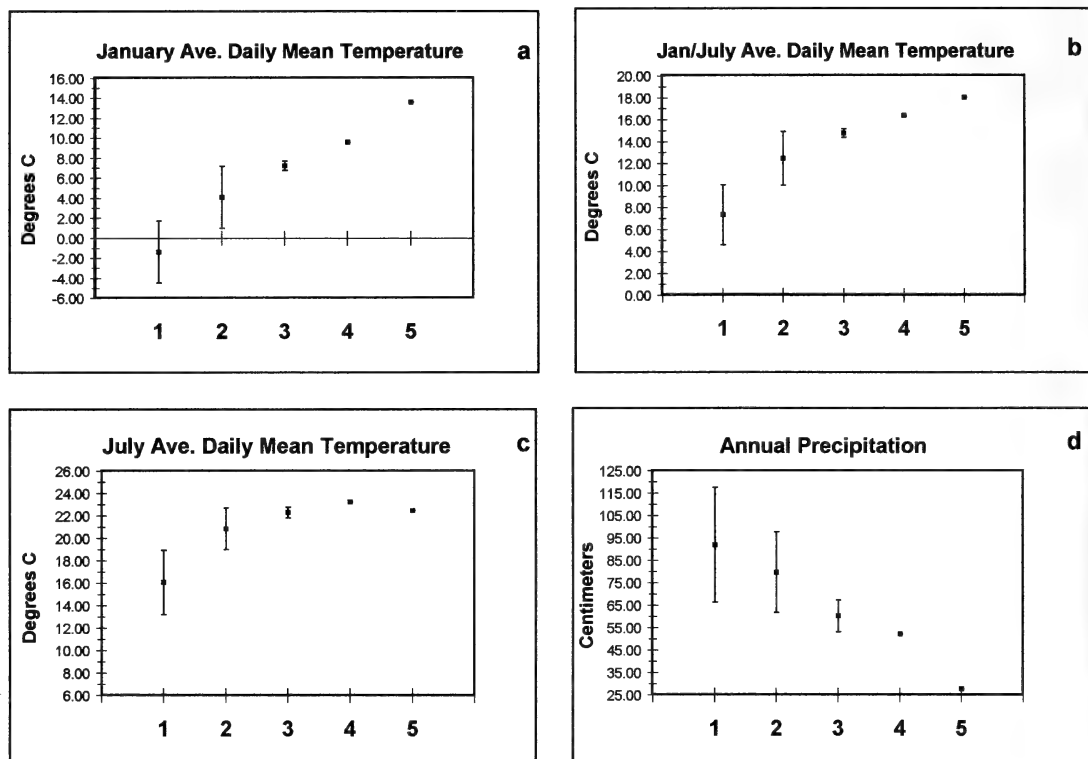 January Ave. Daily Mean Temperature
a
Degrees C
16.00
14.00
12.00
10.00
8.00
6.00
4.00
2.00
0.00
-2.00
-4.00
-6.00
1 2 3 4 5
Jan/July Ave. Daily Mean Temperature
b
Degrees C
20.00
18.00
16.00
14.00
12.00
10.00
8.00
6.00
4.00
2.00
0.00
1 2 3 4 5
July Ave. Daily Mean Temperature
c
Degrees C
26.00
24.00
22.00
20.00
18.00
16.00
14.00
12.00
10.00
8.00
6.00
1 2 3 4 5
Annual Precipitation
d
Centimeters
125.00
115.00
105.00
95.00
85.00
75.00
65.00
55.00
45.00
35.00
25.00
1 2 3 4 5